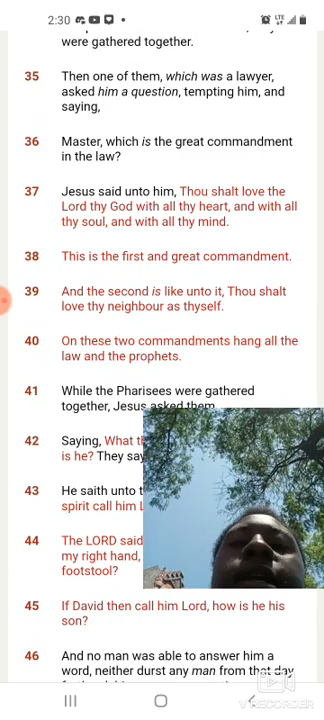 2:30
LTE
were gathered together.
35 Then one of them, which was a lawyer,
asked him a question, tempting him, and
saying,
36 Master, which is the great commandment
in the law?
37 Jesus said unto him, Thou shalt love the
Lord thy God with all thy heart, and with all
thy soul, and with all thy mind.
38 This is the first and great commandment.
39 And the second is like unto it, Thou shalt
love thy neighbour as thyself.
40 On these two commandments hang all the
law and the prophets.
41 While the Pharisees were gathered
together, Jesus asked them,
42 Saying, What
is he? They say
43 He saith unto
spirit call him
44 The LORD said
my right hand,
footstool?
45 If David then call him Lord, how is he his
son?
46 And no man was able to answer him a
word, neither durst any man from that day
V RECORDER